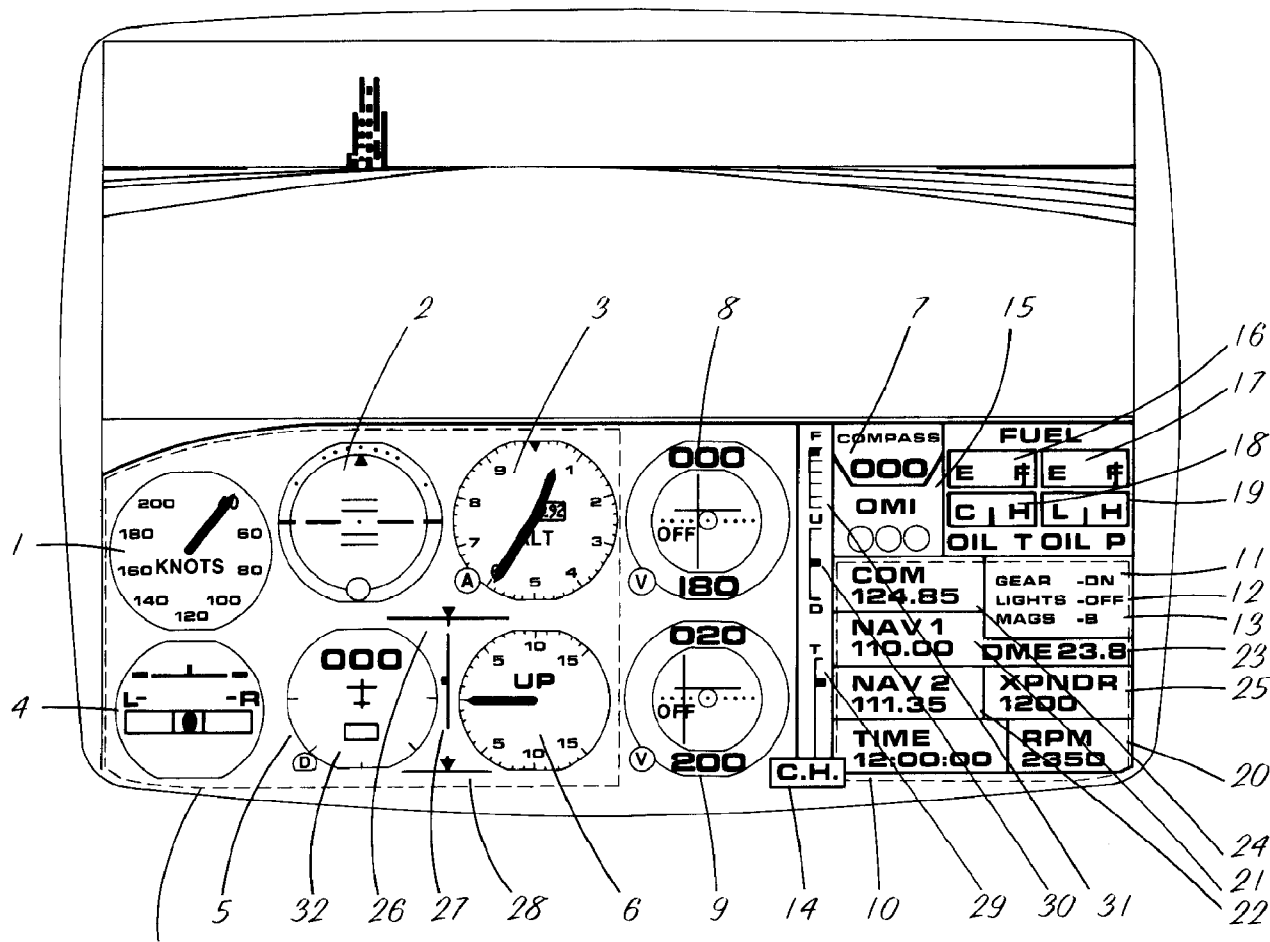 2 3 8 7 15
16
17
18
19
F COMPASS FUEL
000 000 E F E F
9 1
8 2
7 3
6 5 4
.92
ALT
A
200 60
180 80
160 KNOTS 100
140 120
1
OFF
V
180
U
D
OMI
C H L H
OIL T OIL P
COM
124.85
GEAR -DN
LIGHTS -OFF
MAGS -B
11
12
13
NAV 1
110.00
DME 23.8
23
NAV 2
111.35
XPNDR
1200
25
TIME
12:00:00
RPM
2350
20
T
C.H.
4
L- -R
000
D
5 10 15
UP
5 10 15
020
OFF
V
200
24
21
22
5 32 26 27 28 6 9 14 10 29 30 31